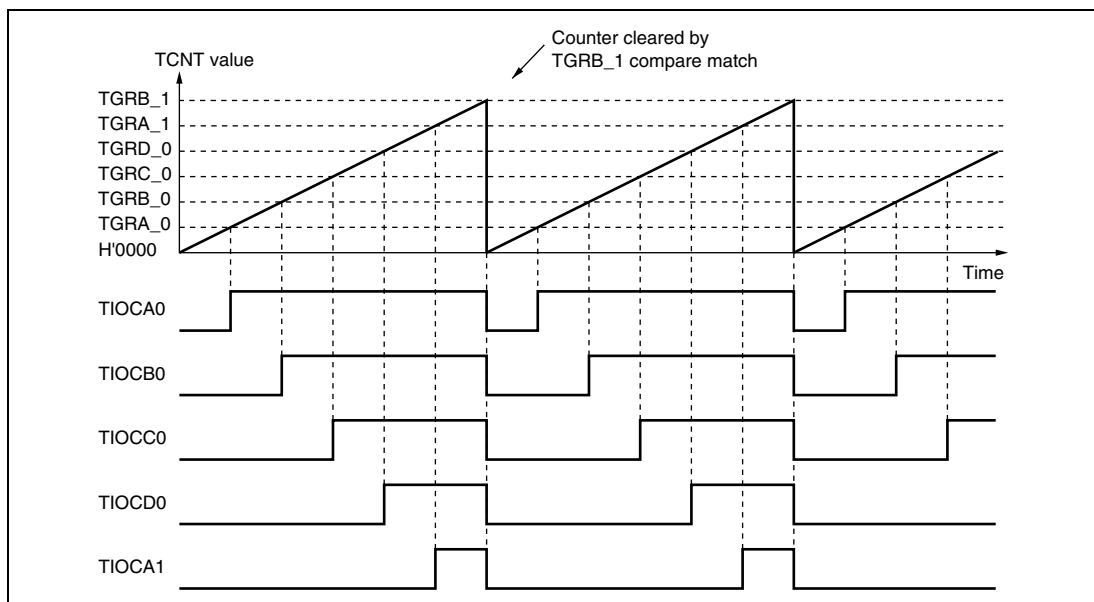 Counter cleared by
TGRB_1 compare match
TCNT value
TGRB_1
TGRA_1
TGRD_0
TGRC_0
TGRB_0
TGRA_0
H'0000
Time
TIOCA0
TIOCB0
TIOCC0
TIOCD0
TIOCA1